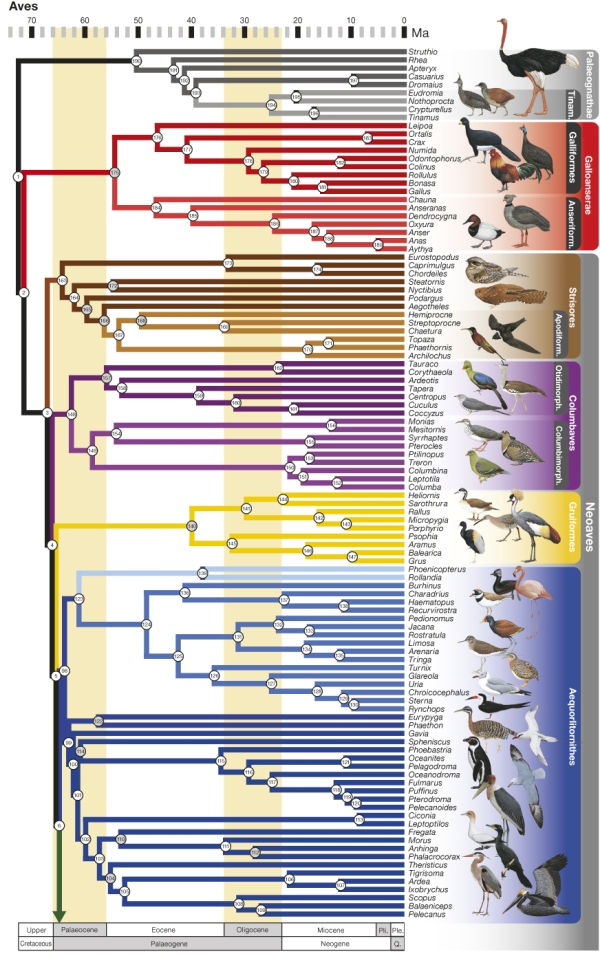 Aves
70 60 50 40 30 20 10 0 Ma
Struthio
Rhea
Apteryx
Casuarius
Dromaius
Eudromia
Nothoprocta
Crypturellus
Tinamus
Palaeognathae
Tinam.
Leipoa
Ortalis
Crax
Numida
Odontophorus
Colinus
Rollulus
Bonasa
Gallus
Galliformes
Galloanserae
Chauna
Anseranas
Dendrocygna
Oxyura
Anser
Anas
Aythya
Anseriform.
Eurostopodus
Caprimulgus
Chordeiles
Steatornis
Nyctibius
Podargus
Aegotheles
Hemiprocne
Streptoprocne
Chaetura
Topaza
Phaethornis
Archilochus
Strisores
Apodiform.
Tauraco
Corythaeola
Ardeotis
Tapera
Centropus
Cuculus
Coccyzus
Otidimorph.
Columbaves
Monias
Mesitornis
Syrrhaptes
Pterocles
Ptilinopus
Treron
Columbina
Leptotila
Columba
Columbimorph.
Heliornis
Sarothrura
Rallus
Micropygia
Porphyrio
Psophia
Aramus
Balearica
Grus
Gruiformes
Neoaves
Phoenicopterus
Rollandia
Burhinus
Charadrius
Haematopus
Recurvirostra
Pedionomus
Jacana
Rostratula
Limosa
Arenaria
Tringa
Turnix
Glareola
Uria
Chroicocephalus
Sterna
Rynchops
Eurypyga
Phaethon
Gavia
Spheniscus
Phoebastria
Oceanites
Pelagodroma
Oceanodroma
Fulmarus
Puffinus
Pterodroma
Pelecanoides
Ciconia
Leptoptilos
Fregata
Morus
Anhinga
Phalacrocorax
Theristicus
Tigrisoma
Ardea
Ixobrychus
Scopus
Balaeniceps
Pelecanus
Aequorlitornithes
Upper Palaeocene Eocene Oligocene Miocene Pli. Ple.
Cretaceous Palaeogene Neogene Q.